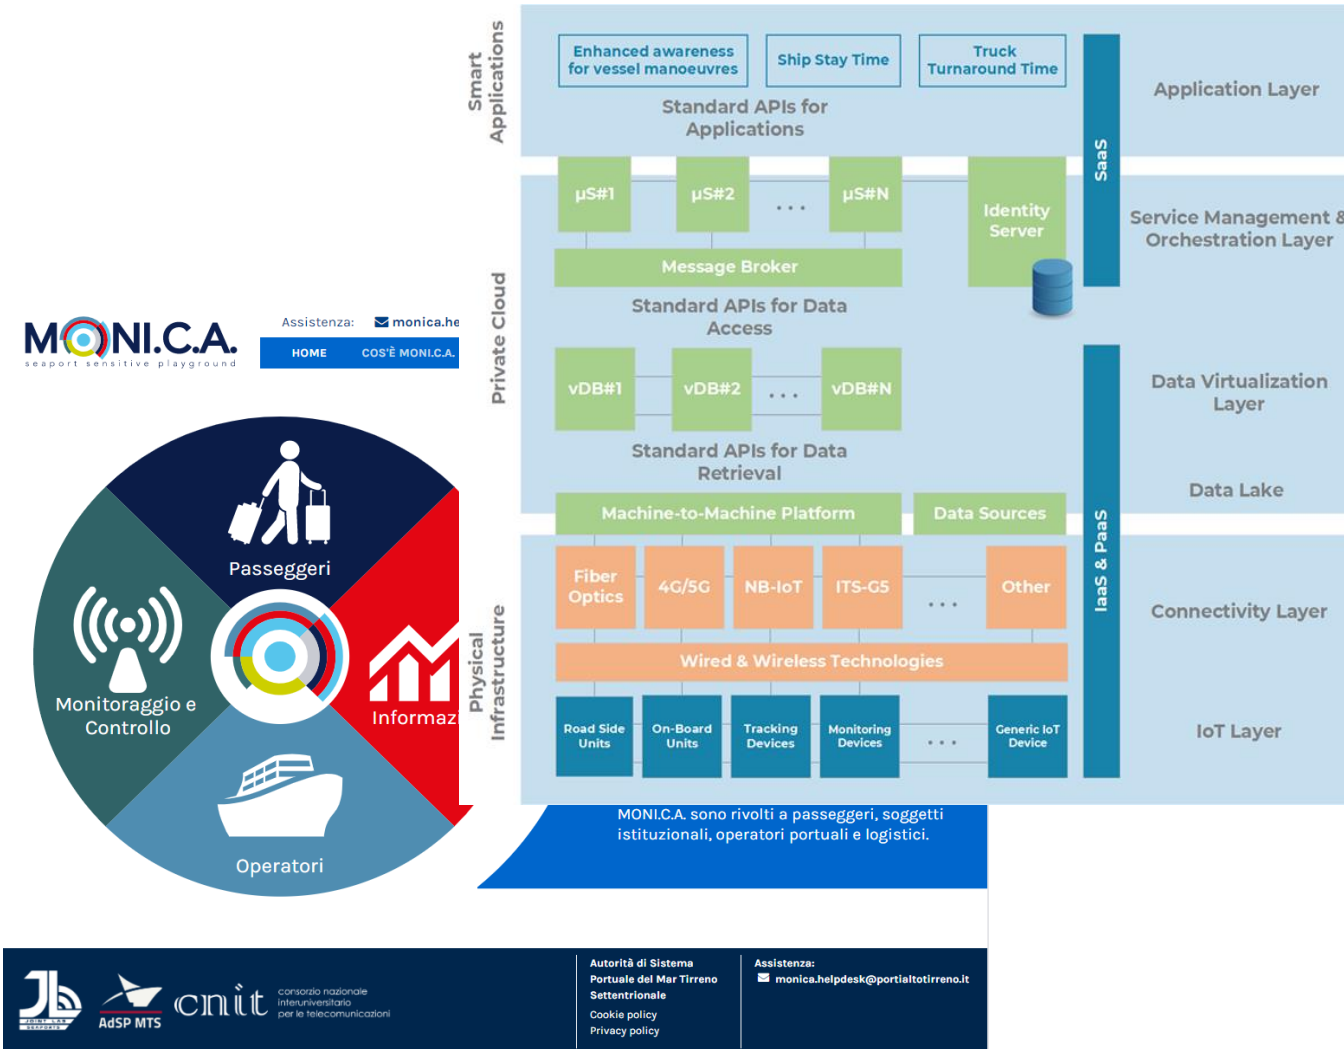 Smart
Applications
Enhanced awareness
for vessel manoeuvres
Ship Stay Time
Truck
Turnaround Time
Standard APIs for
Applications
Application Layer
SaaS
Private Cloud
µS#1
µS#2
...
µS#N
Identity
Server
Message Broker
Service Management &
Orchestration Layer
Standard APIs for Data
Access
vDB#1
vDB#2
...
vDB#N
Data Virtualization
Layer
Standard APIs for Data
Retrieval
Data Lake
Machine-to-Machine Platform
Data Sources
IaaS & PaaS
Physical
Infrastructure
Fiber
Optics
4G/5G
NB-IoT
ITS-G5
...
Other
Connectivity Layer
Wired & Wireless Technologies
Road Side
Units
On-Board
Units
Tracking
Devices
Monitoring
Devices
...
Generic IoT
Device
IoT Layer
MONI.C.A.
seaport sensitive playground
Assistenza:
monica.he
HOME
COS'È MONI.C.A.
Passeggeri
Monitoraggio e
Controllo
Informazi
Operatori
MONI.C.A. sono rivolti a passeggeri, soggetti
istituzionali, operatori portuali e logistici.
JOINT LAB
SEAPORTS
AdSP MTS
cnit
consorzio nazionale
interuniversitario
per le telecomunicazioni
Autorità di Sistema
Portuale del Mar Tirreno
Settentrionale
Cookie policy
Privacy policy
Assistenza:
monica.helpdesk@portialtotirreno.it